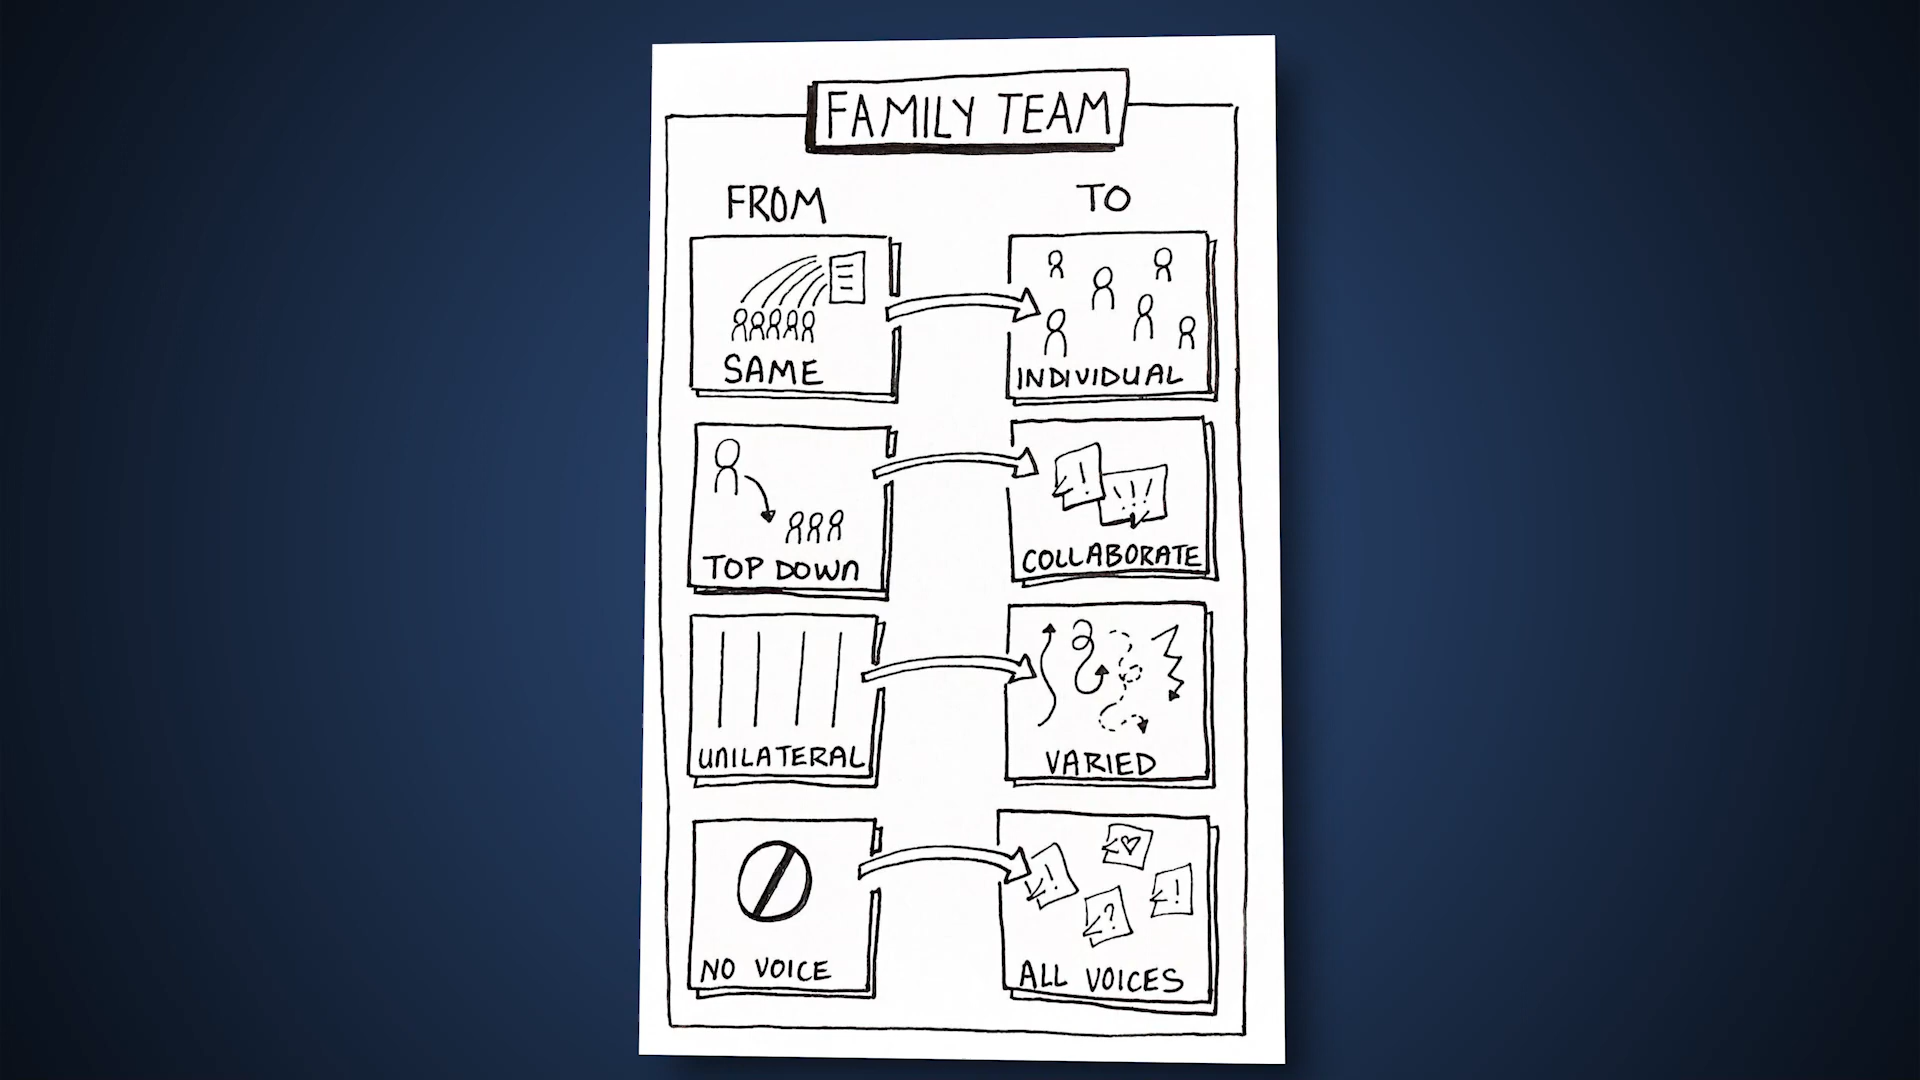 FAMILY TEAM
FROM
TO
SAME
INDIVIDUAL
TOP DOWN
COLLABORATE
UNILATERAL
VARIED
NO VOICE
ALL VOICES